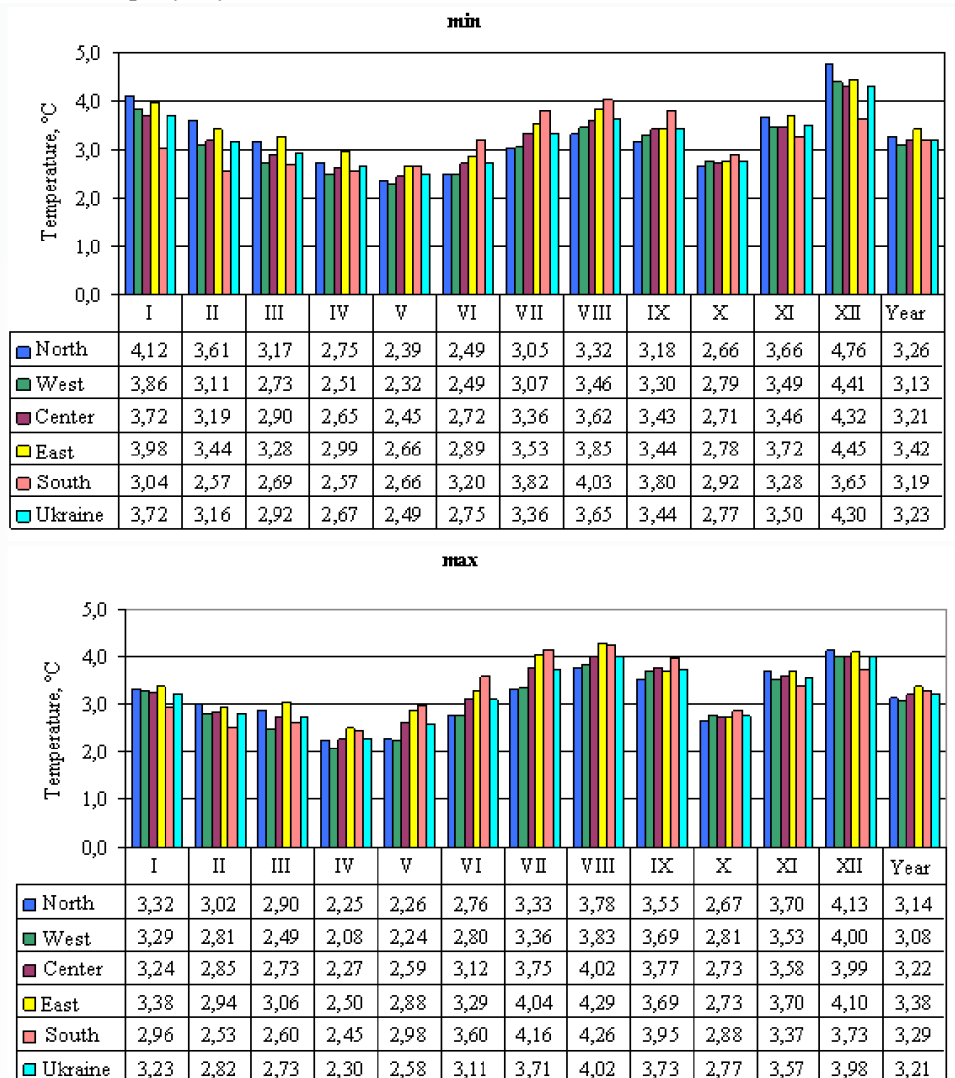 min
5,0
4,0
3,0
2,0
1,0
0,0
Temperature, °C
I II III IV V VI VII VIII IX X XI XII Year
North 4,12 3,61 3,17 2,75 2,39 2,49 3,05 3,32 3,18 2,66 3,66 4,76 3,26
West 3,86 3,11 2,73 2,51 2,32 2,49 3,07 3,46 3,30 2,79 3,49 4,41 3,13
Center 3,72 3,19 2,90 2,65 2,45 2,72 3,36 3,62 3,43 2,71 3,46 4,32 3,21
East 3,98 3,44 3,28 2,99 2,66 2,89 3,53 3,85 3,44 2,78 3,72 4,45 3,42
South 3,04 2,57 2,69 2,57 2,66 3,20 3,82 4,03 3,80 2,92 3,28 3,65 3,19
Ukraine 3,72 3,16 2,92 2,67 2,49 2,75 3,36 3,65 3,44 2,77 3,50 4,30 3,23
max
5,0
4,0
3,0
2,0
1,0
0,0
Temperature, °C
I II III IV V VI VII VIII IX X XI XII Year
North 3,32 3,02 2,90 2,25 2,26 2,76 3,33 3,78 3,55 2,67 3,70 4,13 3,14
West 3,29 2,81 2,49 2,08 2,24 2,80 3,36 3,83 3,69 2,81 3,53 4,00 3,08
Center 3,24 2,85 2,73 2,27 2,59 3,12 3,75 4,02 3,77 2,73 3,58 3,99 3,22
East 3,38 2,94 3,06 2,50 2,88 3,29 4,04 4,29 3,69 2,73 3,70 4,10 3,38
South 2,96 2,53 2,60 2,45 2,98 3,60 4,16 4,26 3,95 2,88 3,37 3,73 3,29
Ukraine 3,23 2,82 2,73 2,30 2,58 3,11 3,71 4,02 3,73 2,77 3,57 3,98 3,21